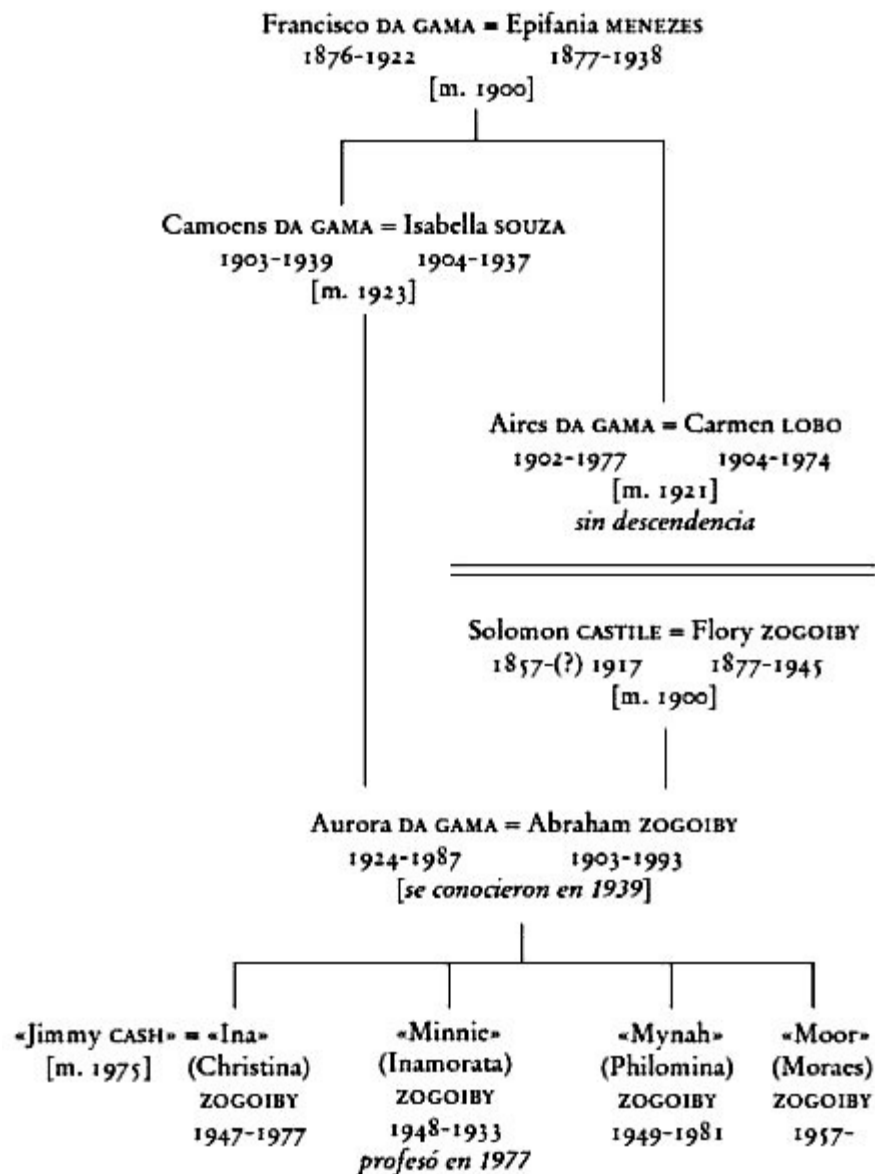 Francisco DA GAMA = Epifania MENEZES
1876-1922 1877-1938
[m. 1900]
Camoens DA GAMA = Isabella SOUZA
1903-1939 1904-1937
[m. 1923]
Aires DA GAMA = Carmen LOBO
1902-1977 1904-1974
[m. 1921]
sin descendencia
Solomon CASTILE = Flory ZOGOIBY
1857-(?) 1917 1877-1945
[m. 1900]
Aurora DA GAMA = Abraham ZOGOIBY
1924-1987 1903-1993
[se conocieron en 1939]
«Jimmy CASH» = «Ina» «Minnie» «Mynah» «Moor»
[m. 1975] (Christina) (Inamorata) (Philomina) (Moraes)
ZOGOIBY ZOGOIBY ZOGOIBY ZOGOIBY
1947-1977 1948-1933 1949-1981 1957-
profesó en 1977